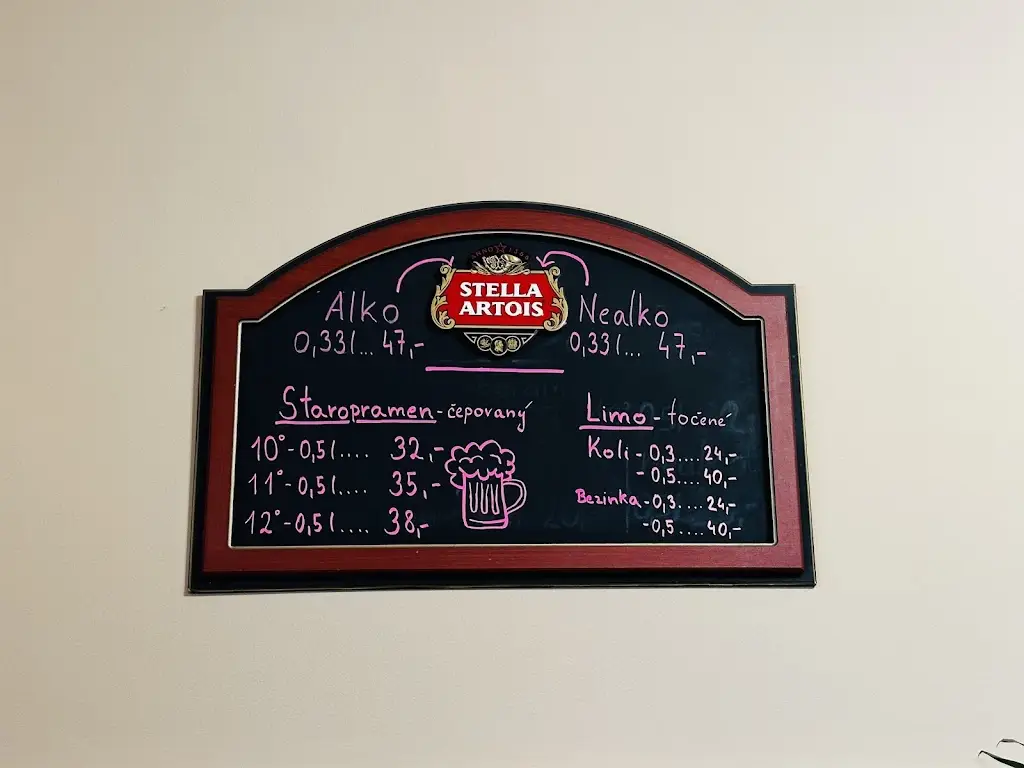 ANNO 1366
STELLA
ARTOIS
Alko
0,33l... 47,-
Nealko
0,33l... 47,-
Staropramen - čepovaný
10° - 0,5l.... 32,-
11° - 0,5l.... 35,-
12° - 0,5l.... 38,-
Limo - točené
Koli - 0,3.... 24,-
- 0,5.... 40,-
Bezinka - 0,3.... 24,-
- 0,5.... 40,-